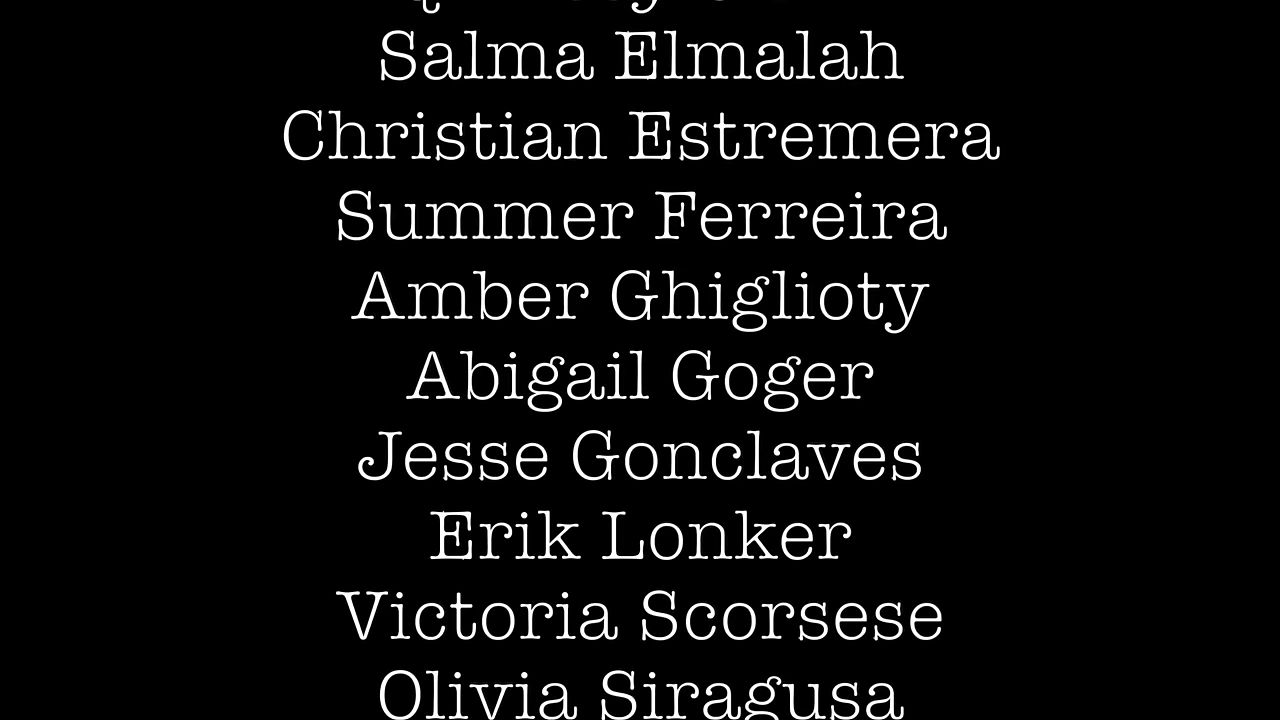 Salma Elmalah
Christian Estremera
Summer Ferreira
Amber Ghiglioty
Abigail Goger
Jesse Gonclaves
Erik Lonker
Victoria Scorsese
Olivia Siragusa